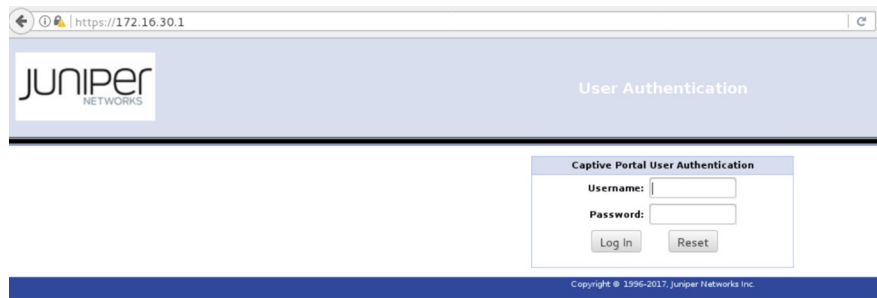 https://172.16.30.1
JUNIPER
NETWORKS
User Authentication
Captive Portal User Authentication
Username:
Password:
Log In Reset
Copyright © 1996-2017, Juniper Networks Inc.